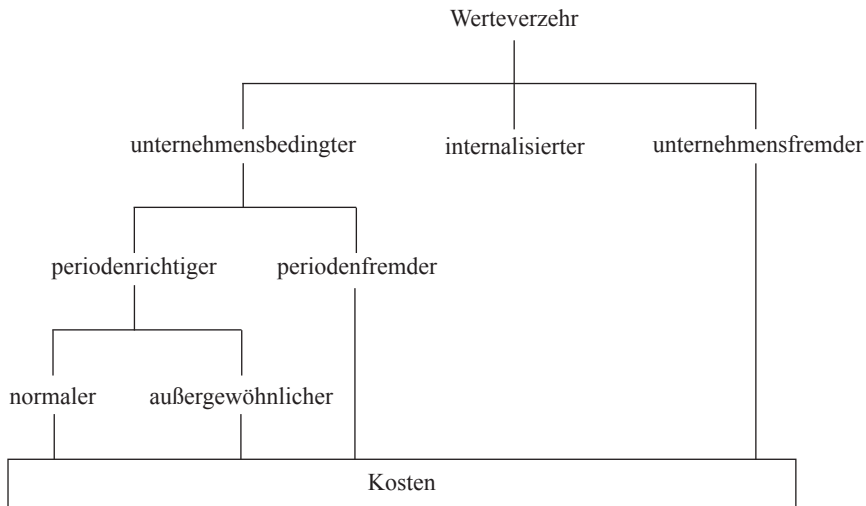 Werteverzehr
unternehmensbedingter internalisierter unternehmensfremder
periodenrichtiger periodenfremder
normaler außergewöhnlicher
Kosten